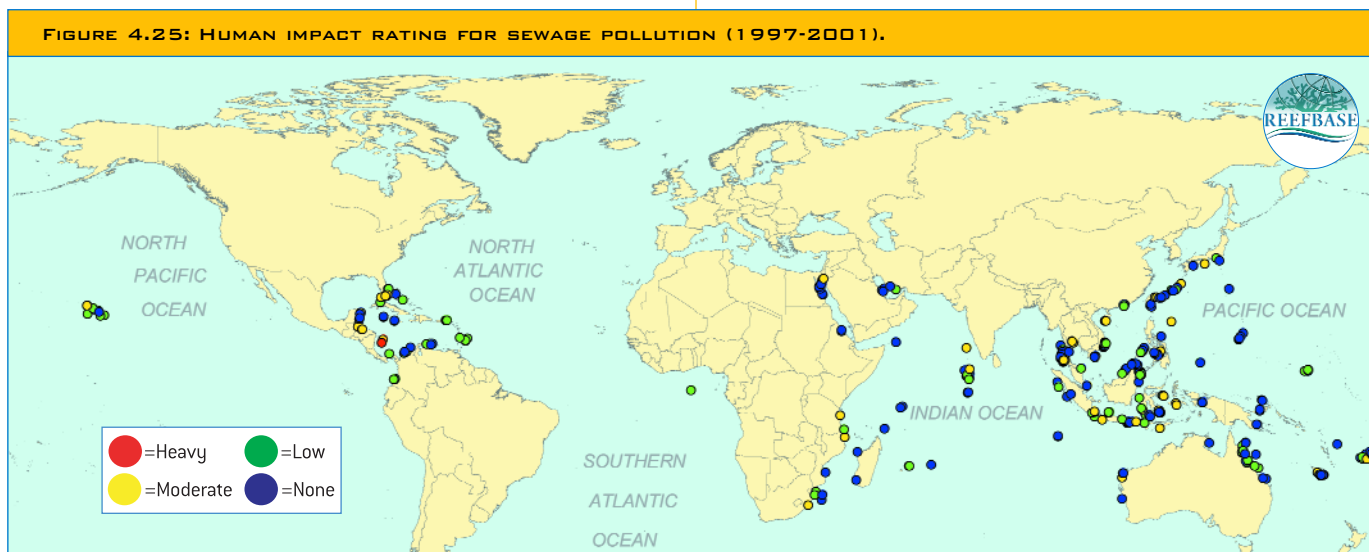 FIGURE 4.25: HUMAN IMPACT RATING FOR SEWAGE POLLUTION (1997-2001).
REEFBASE
NORTH
PACIFIC
OCEAN
NORTH
ATLANTIC
OCEAN
PACIFIC OCEAN
INDIAN OCEAN
SOUTHERN
ATLANTIC
OCEAN
=Heavy =Low
=Moderate =None